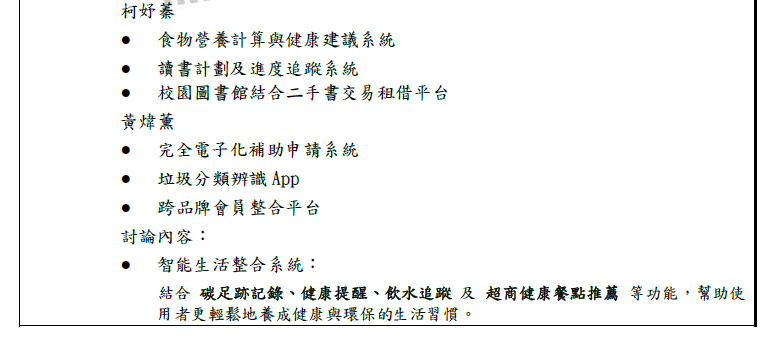 柯妤蓁
● 食物營養計算與健康建議系統
● 讀書計劃及進度追蹤系統
● 校園圖書館結合二手書交易租借平台
黃煒薰
● 完全電子化補助申請系統
● 垃圾分類辨識 App
● 跨品牌會員整合平台
討論內容：
● 智能生活整合系統：
結合 碳足跡記錄、健康提醒、飲水追蹤 及 超商健康餐點推薦 等功能，幫助使
用者更輕鬆地養成健康與環保的生活習慣。